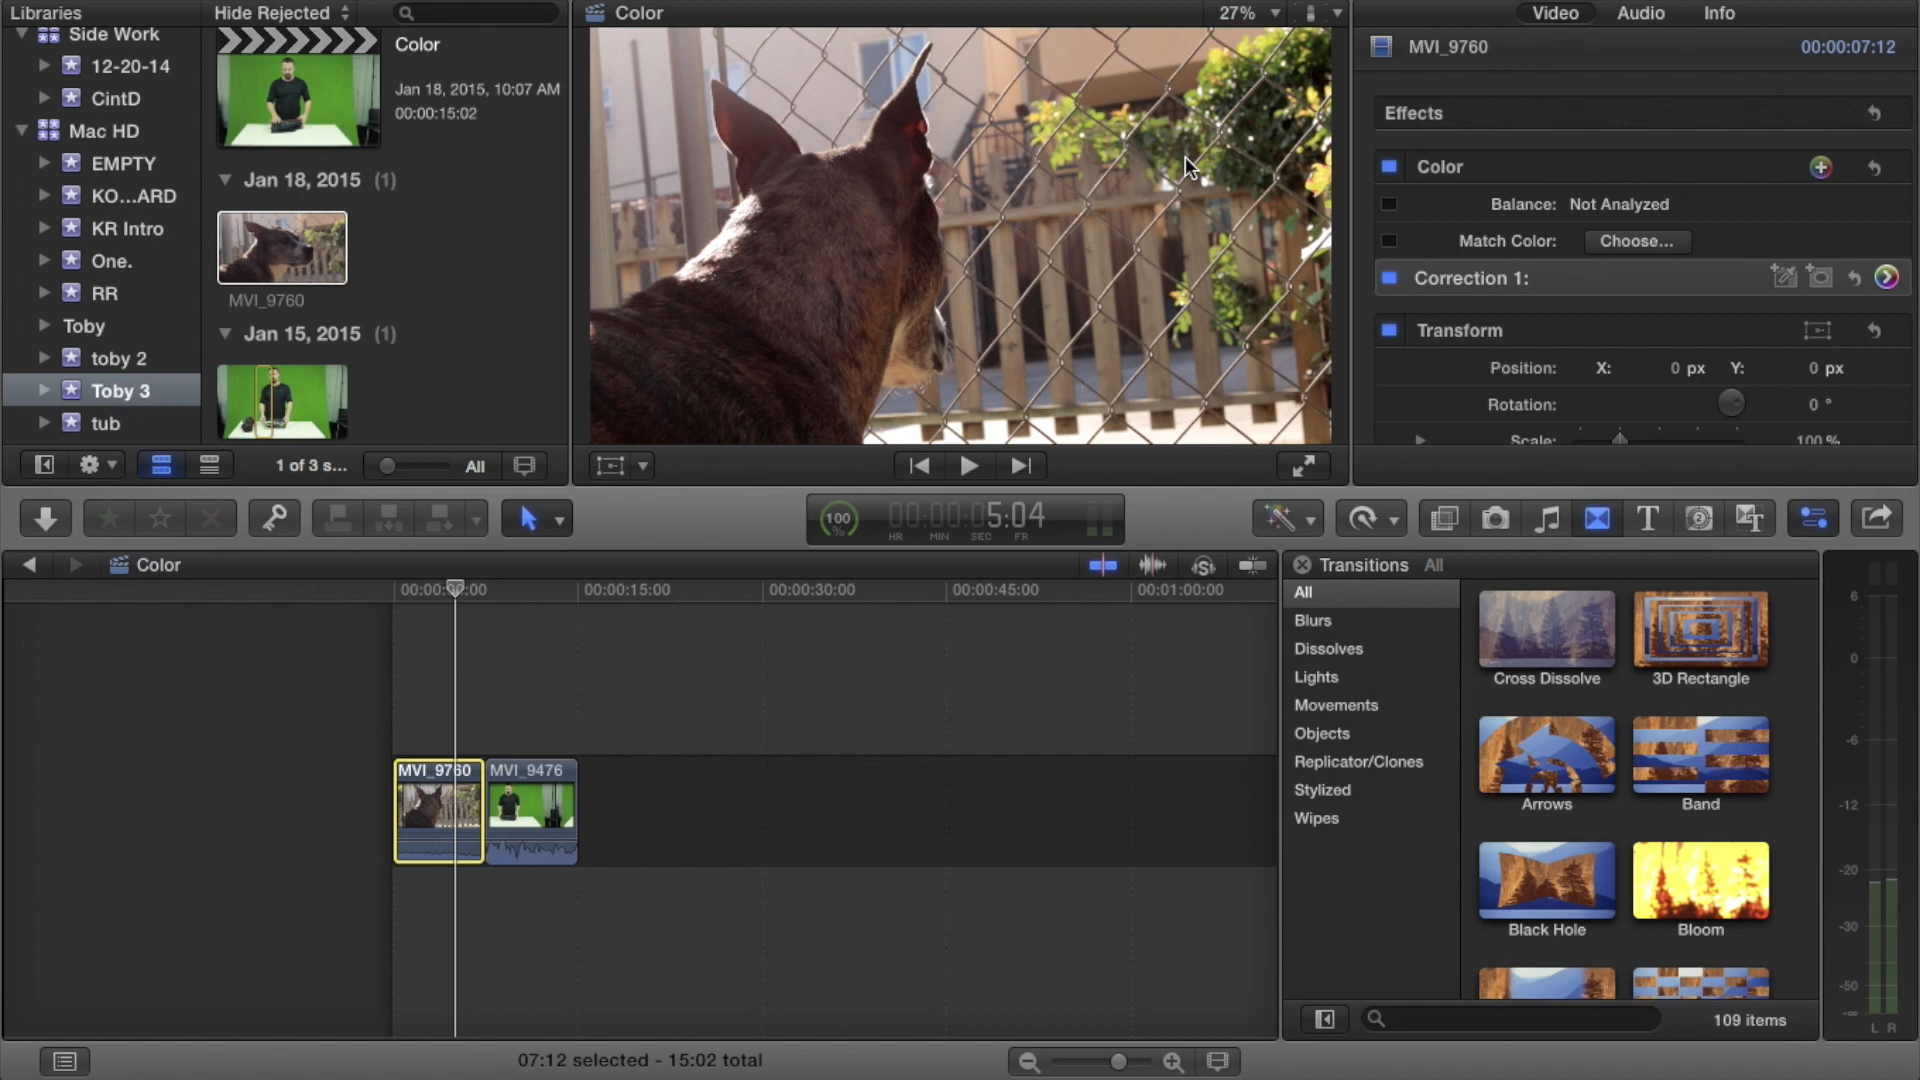 Libraries
Hide Rejected
Side Work
12-20-14
CintD
Mac HD
EMPTY
KO...ARD
KR Intro
One.
RR
Toby
toby 2
Toby 3
tub
Color
Jan 18, 2015, 10:07 AM
00:00:15:02
Jan 18, 2015 (1)
MVI_9760
Jan 15, 2015 (1)
1 of 3 s...
All
Color
27%
Video
Audio
Info
MVI_9760
00:00:07:12
Effects
Color
Balance: Not Analyzed
Match Color: Choose...
Correction 1:
Transform
Position: X: 0 px Y: 0 px
Rotation: 0 °
Scale: 100 %
100
%
00:00:05:04
HR MIN SEC FR
Color
00:00:15:00
00:00:30:00
00:00:45:00
00:01:00:00
MVI_9760
MVI_9476
Transitions All
All
Blurs
Dissolves
Lights
Movements
Objects
Replicator/Clones
Stylized
Wipes
Cross Dissolve
3D Rectangle
Arrows
Band
Black Hole
Bloom
109 items
6
0
-6
-12
-20
-30
-50
-∞
L R
07:12 selected - 15:02 total